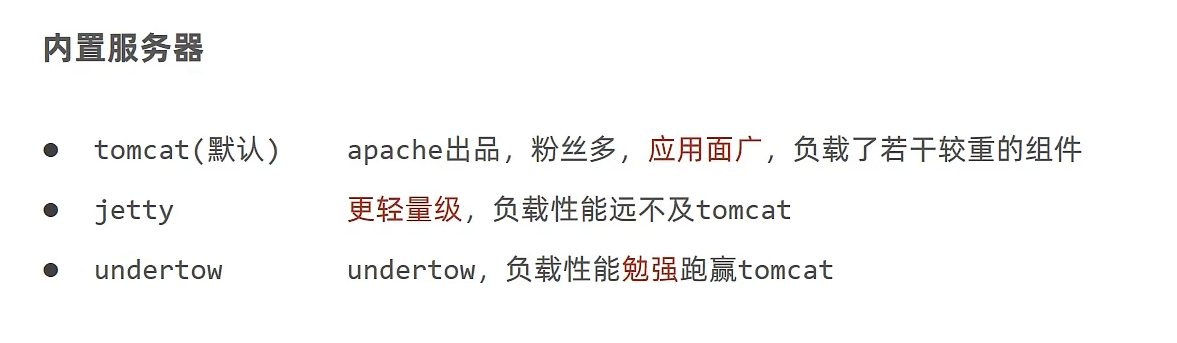 内置服务器
● tomcat(默认) apache出品，粉丝多，应用面广，负载了若干较重的组件
● jetty 更轻量级，负载性能远不及tomcat
● undertow undertow，负载性能勉强跑赢tomcat